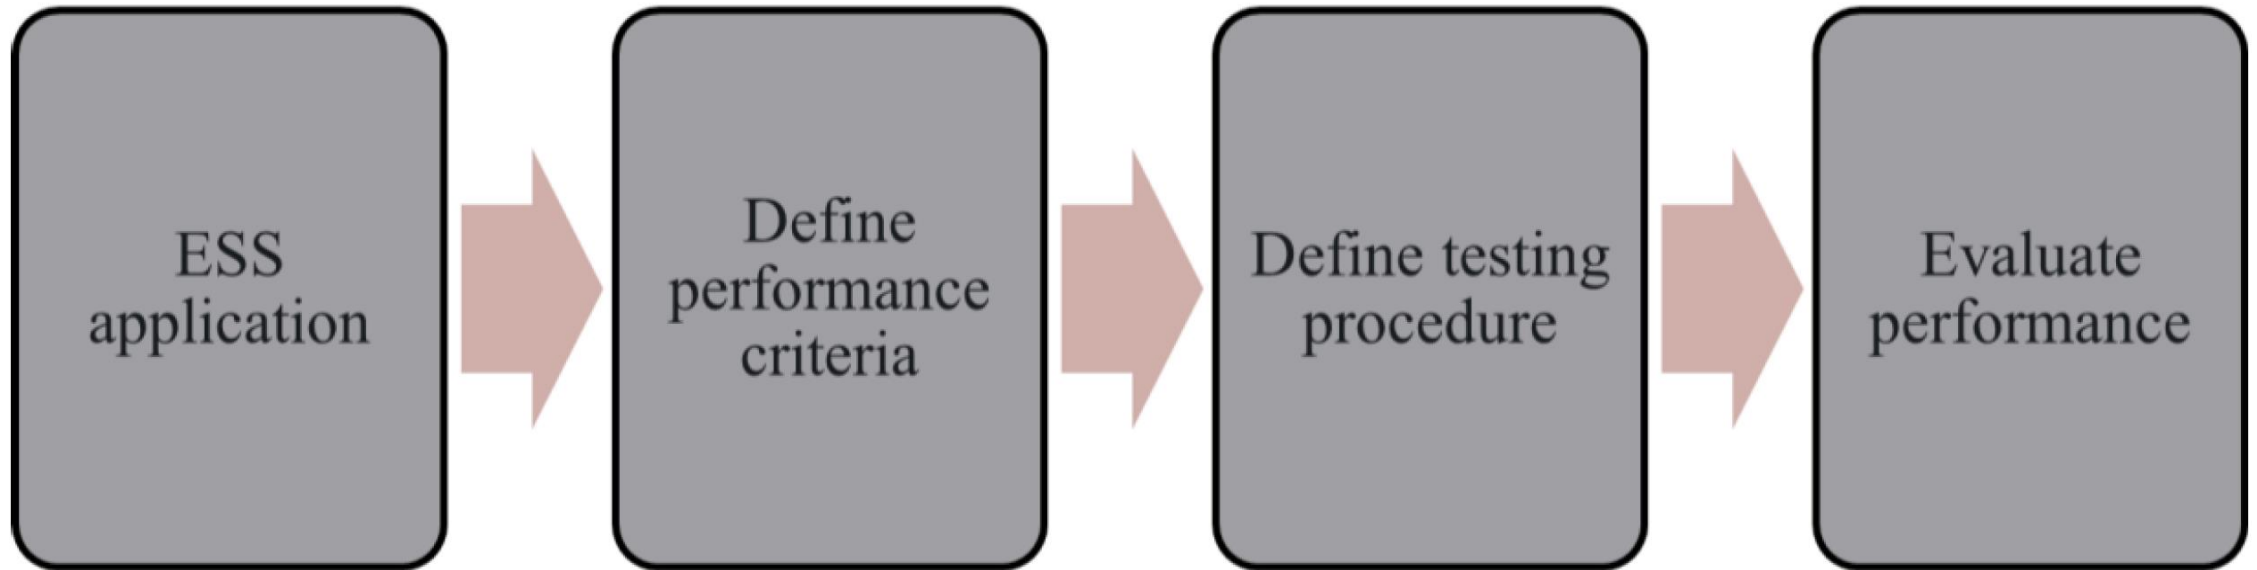 ESS
application
Define
performance
criteria
Define testing
procedure
Evaluate
performance